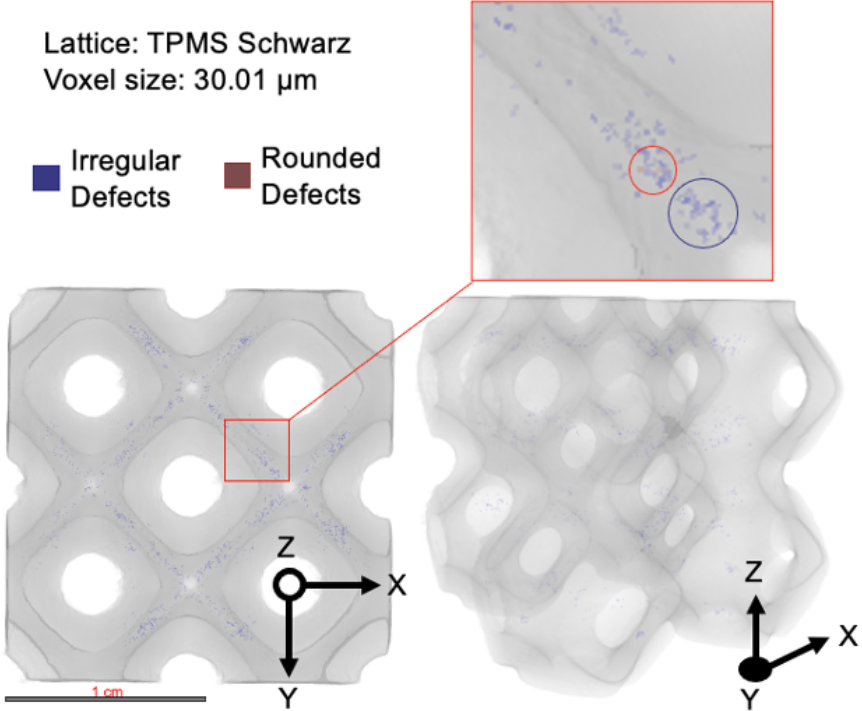 Lattice: TPMS Schwarz
Voxel size: 30.01 µm
Irregular
Defects
Rounded
Defects
Z
X
Y
1 cm
Z
X
Y